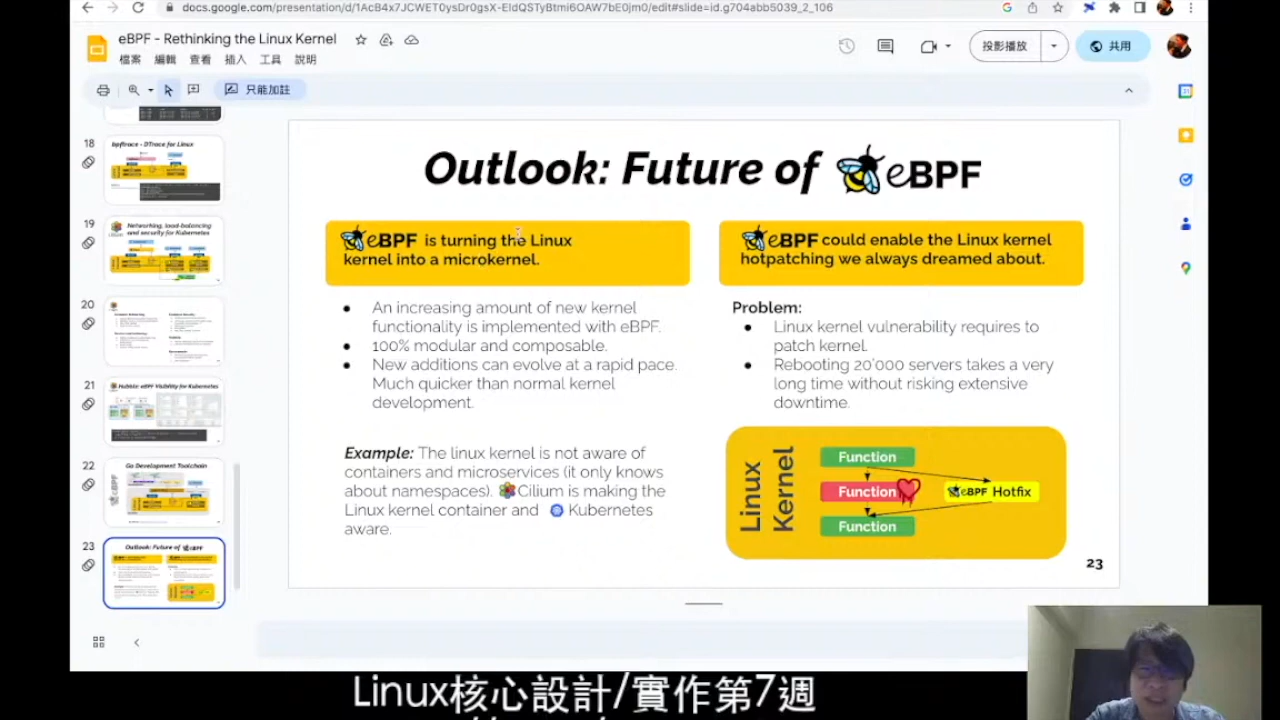 docs.google.com/presentation/d/1AcB4x7JCWET0ysDr0gsX-EIdQSTyBtmi6OAW7bE0jm0/edit#slide=id.g704abb5039_2_106
eBPF - Rethinking the Linux Kernel
檔案 編輯 查看 插入 工具 說明
投影播放
共用
只能加註
18
bpftrace - DTrace for Linux
19
Networking, load-balancing
and security for Kubernetes
20
21
Hubble: eBPF Visibility for Kubernetes
22
Go Development Toolchain
23
Outlook: Future of eBPF
Outlook: Future of eBPF
eBPF is turning the Linux
kernel into a microkernel.
● An increasing amount of new kernel
functionality is implemented with eBPF.
● 100% modular and composable.
● New additions can evolve at a rapid pace.
Much quicker than normal kernel
development.
Example: The linux kernel is not aware of
containers and microservices (it only knows
about namespaces). Cilium is making the
Linux kernel container and Kubernetes
aware.
eBPF could enable the Linux kernel
hotpatching we always dreamed about.
Problem:
● Linux kernel vulnerability requires to
patch kernel.
● Rebooting 20'000 servers takes a very
long time without risking extensive
downtime.
Linux
Kernel
Function
Function
eBPF Hotfix
Function
23
Linux核心設計/實作第7週